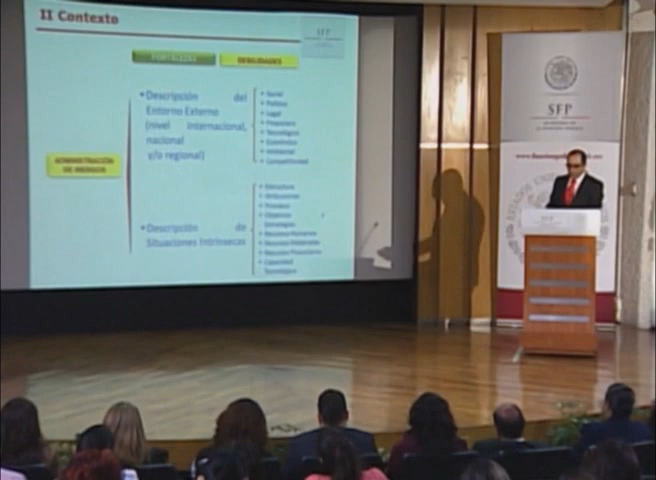 II Contexto
SFP
FORTALEZAS
DEBILIDADES
ADMINISTRACIÓN
DE RIESGOS
Descripción del
Entorno Externo
(nivel internacional,
nacional
y/o regional)
Social
Político
Legal
Financiero
Tecnológico
Económico
Ambiental
Competitividad
Descripción de
Situaciones Intrínsecas
Estructura
Atribuciones
Procesos
Objetivos
Estrategias
Recursos Humanos
Recursos Materiales
Recursos Financieros
Capacidad
Tecnológica
SFP